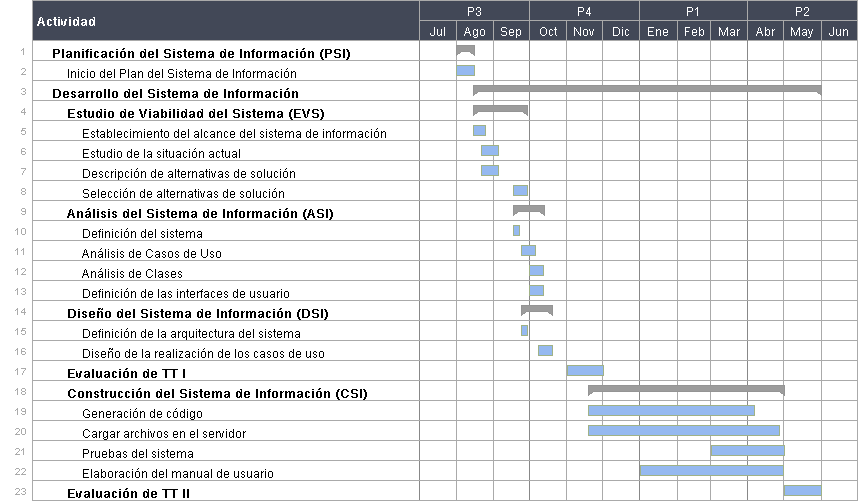 Actividad P3 P4 P1 P2
Jul Ago Sep Oct Nov Dic Ene Feb Mar Abr May Jun
1 Planificación del Sistema de Información (PSI)
2 Inicio del Plan del Sistema de Información
3 Desarrollo del Sistema de Información
4 Estudio de Viabilidad del Sistema (EVS)
5 Establecimiento del alcance del sistema de información
6 Estudio de la situación actual
7 Descripción de alternativas de solución
8 Selección de alternativas de solución
9 Análisis del Sistema de Información (ASI)
10 Definición del sistema
11 Análisis de Casos de Uso
12 Análisis de Clases
13 Definición de las interfaces de usuario
14 Diseño del Sistema de Información (DSI)
15 Definición de la arquitectura del sistema
16 Diseño de la realización de los casos de uso
17 Evaluación de TT I
18 Construcción del Sistema de Información (CSI)
19 Generación de código
20 Cargar archivos en el servidor
21 Pruebas del sistema
22 Elaboración del manual de usuario
23 Evaluación de TT II